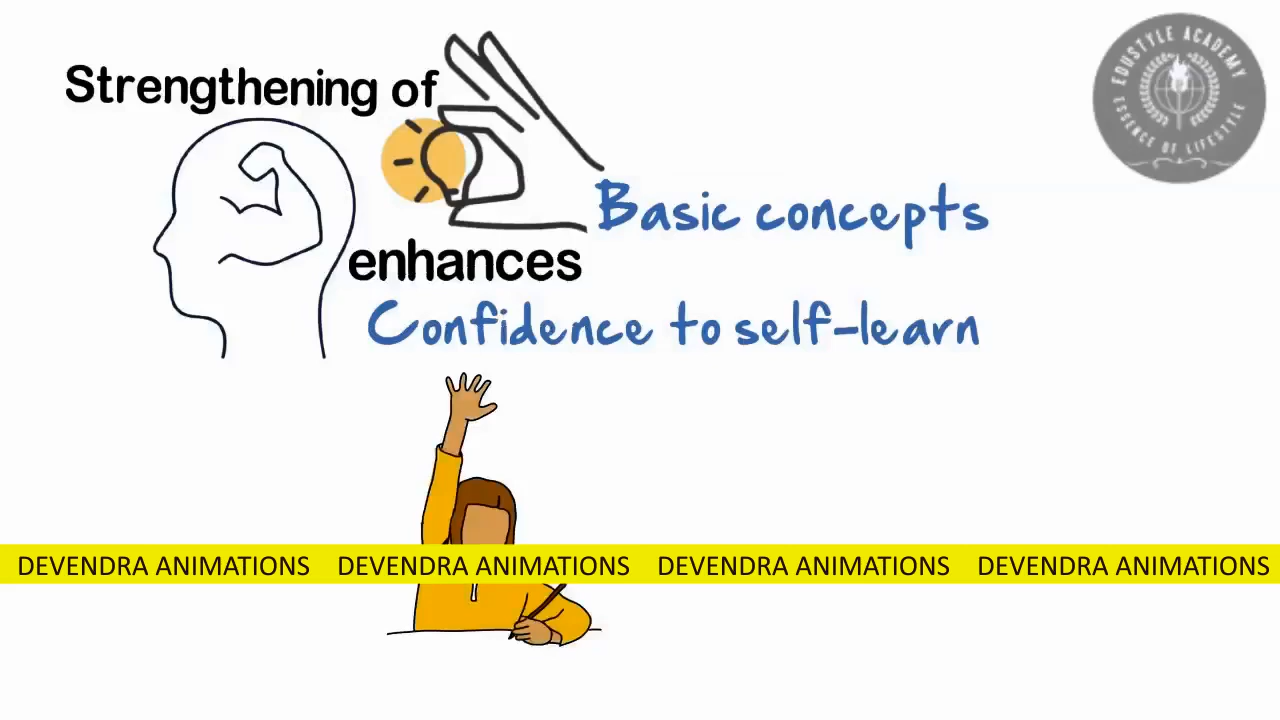 Strengthening of
Basic concepts
enhances
Confidence to self-learn
EDUSTYLE ACADEMY
ESSENCE OF LIFESTYLE
DEVENDRA ANIMATIONS DEVENDRA ANIMATIONS DEVENDRA ANIMATIONS DEVENDRA ANIMATIONS